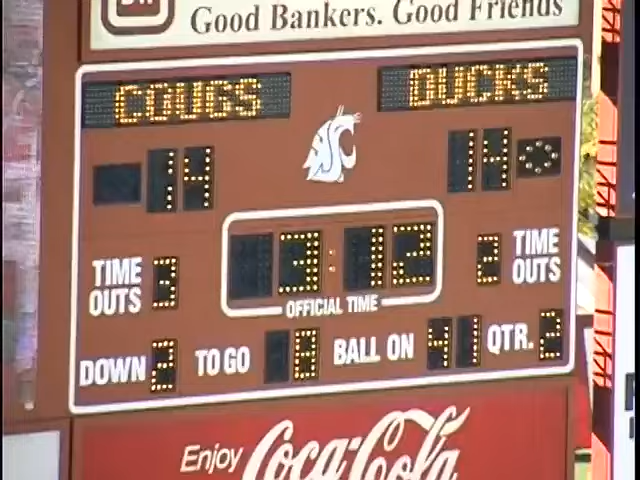 Good Bankers. Good Friends
COUGS DUCKS
14 14
3 : 12
TIME OUTS 3 2 TIME OUTS
OFFICIAL TIME
DOWN 2 TO GO 8 BALL ON 41 QTR. 2
Enjoy
Coca-Cola